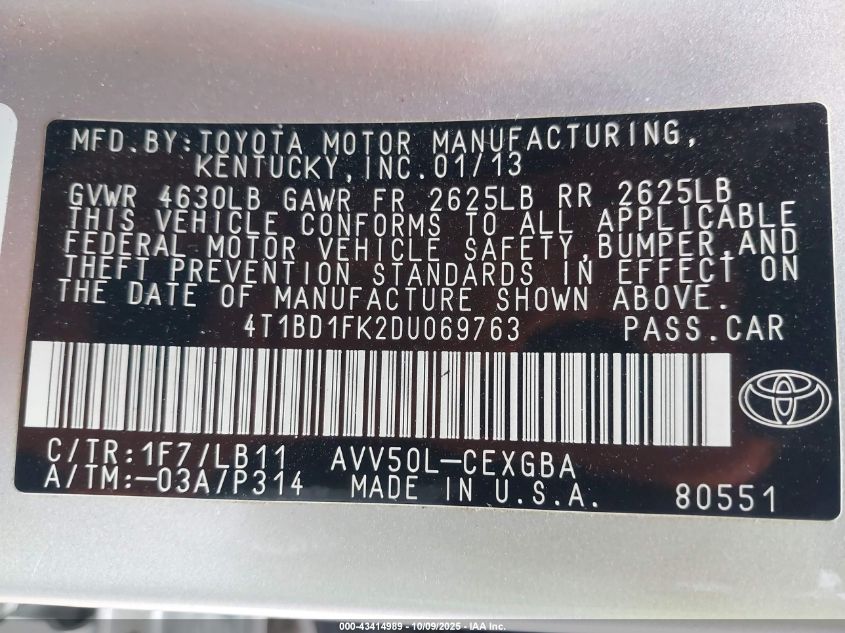 MFD.BY:TOYOTA MOTOR MANUFACTURING,
KENTUCKY,INC.01/13
GVWR 4630LB GAWR FR 2625LB RR 2625LB
THIS VEHICLE CONFORMS TO ALL APPLICABLE
FEDERAL MOTOR VEHICLE SAFETY,BUMPER,AND
THEFT PREVENTION STANDARDS IN EFFECT ON
THE DATE OF MANUFACTURE SHOWN ABOVE.
4T1BD1FK2DU069763 PASS.CAR
C/TR:1F7/LB11 AVV50L-CEXGBA
A/TM:-03A/P314 MADE IN U.S.A. 80551
000-43414989 - 10/09/2025 - IAA Inc.